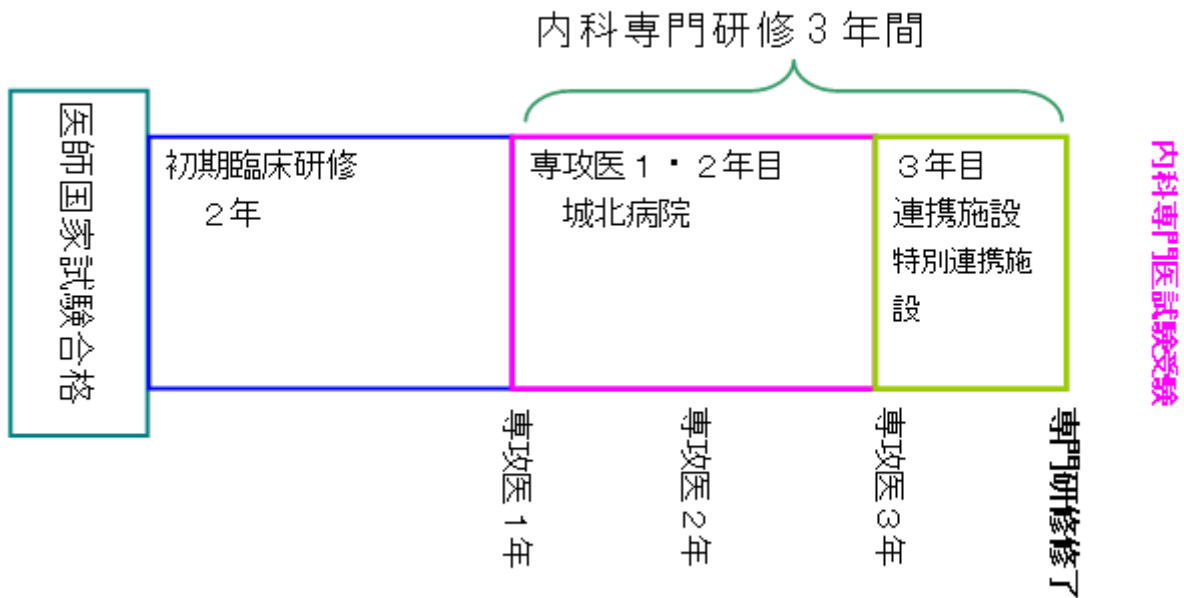 内科専門研修３年間
医師国家試験合格
初期臨床研修
２年
専攻医１・２年目
城北病院
３年目
連携施設
特別連携施
設
内科専門医試験受験
専攻医１年
専攻医２年
専攻医３年
専門研修修了